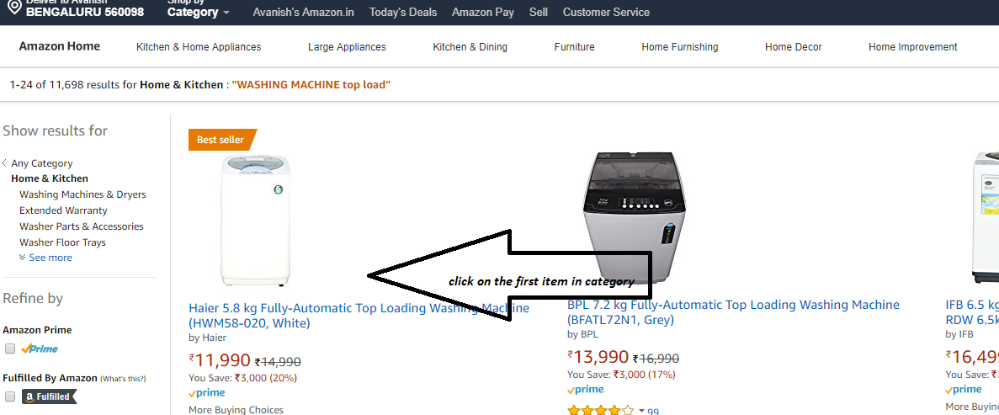 Deliver to Avanish
BENGALURU 560098
Shop by
Category
Avanish's Amazon.in Today's Deals Amazon Pay Sell Customer Service
Amazon Home Kitchen & Home Appliances Large Appliances Kitchen & Dining Furniture Home Furnishing Home Decor Home Improvement
1-24 of 11,698 results for Home & Kitchen : "WASHING MACHINE top load"
Show results for
Any Category
Home & Kitchen
Washing Machines & Dryers
Extended Warranty
Washer Parts & Accessories
Washer Floor Trays
See more
Refine by
Amazon Prime
Prime
Fulfilled By Amazon (What's this?)
a Fulfilled
Best seller
click on the first item in category
Haier 5.8 kg Fully-Automatic Top Loading Washing Machine
(HWM58-020, White)
by Haier
₹11,990 ₹14,990
You Save: ₹3,000 (20%)
prime
More Buying Choices
BPL
BPL 7.2 kg Fully-Automatic Top Loading Washing Machine
(BFATL72N1, Grey)
by BPL
₹13,990 ₹16,990
You Save: ₹3,000 (17%)
prime
99
IFB 6.5 kg
RDW 6.5k
by IFB
₹16,499
You Save: ₹
prime
More Buying